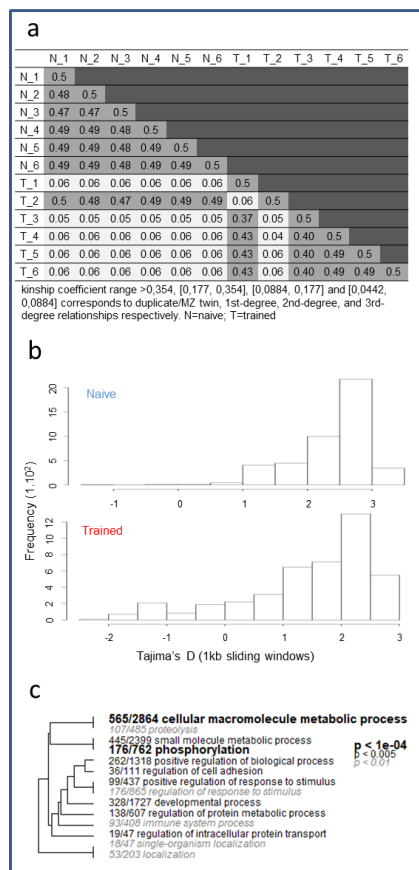 a
N_1 N_2 N_3 N_4 N_5 N_6 T_1 T_2 T_3 T_4 T_5 T_6
N_1 0.5
N_2 0.48 0.5
N_3 0.47 0.47 0.5
N_4 0.49 0.49 0.48 0.5
N_5 0.49 0.49 0.48 0.49 0.5
N_6 0.49 0.49 0.48 0.49 0.49 0.5
T_1 0.06 0.06 0.06 0.06 0.06 0.06 0.5
T_2 0.5 0.48 0.47 0.49 0.49 0.49 0.06 0.5
T_3 0.05 0.05 0.05 0.05 0.05 0.05 0.37 0.05 0.5
T_4 0.06 0.06 0.06 0.06 0.06 0.06 0.43 0.04 0.40 0.5
T_5 0.06 0.06 0.06 0.06 0.06 0.06 0.43 0.06 0.40 0.49 0.5
T_6 0.06 0.06 0.06 0.06 0.06 0.06 0.43 0.06 0.40 0.49 0.49 0.5
kinship coefficient range >0,354, [0,177, 0,354], [0,0884, 0,177] and [0,0442,
0,0884] corresponds to duplicate/MZ twin, 1st-degree, 2nd-degree, and 3rd-
degree relationships respectively. N=naive; T=trained
b
Naive
20
15
10
5
0
-1 0 1 2 3
Frequency (1.10²)
Trained
12
10
8
6
4
2
0
-2 -1 0 1 2 3
Tajima's D (1kb sliding windows)
c
565/2864 cellular macromolecule metabolic process
107/465 proteolysis
445/2399 small molecule metabolic process
176/762 phosphorylation
262/1318 positive regulation of biological process
36/111 regulation of cell adhesion
99/437 positive regulation of response to stimulus
176/865 regulation of response to stimulus
328/1727 developmental process
138/607 regulation of protein metabolic process
93/408 immune system process
19/47 regulation of intracellular protein transport
18/47 single-organism localization
53/203 localization
p < 1e-04
p < 0.005
p < 0.01